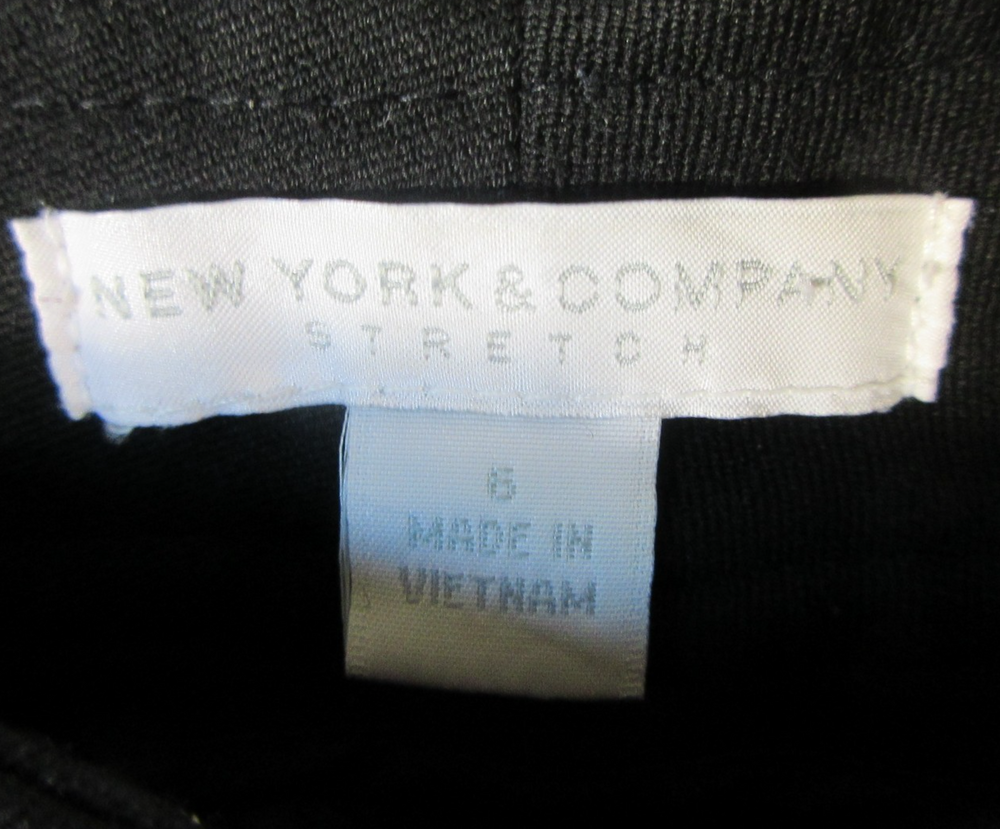 NEW YORK & COMPANY
STRETCH
6
MADE IN
VIETNAM